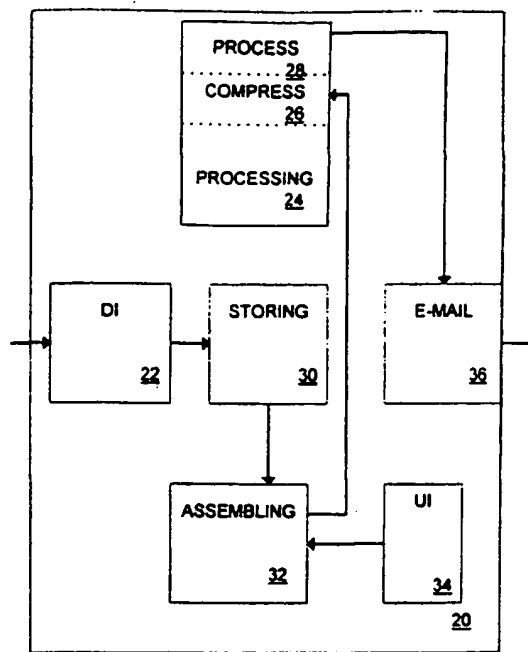 PROCESS
28
COMPRESS
26
PROCESSING
24
DI
22
STORING
30
E-MAIL
36
ASSEMBLING
32
UI
34
20